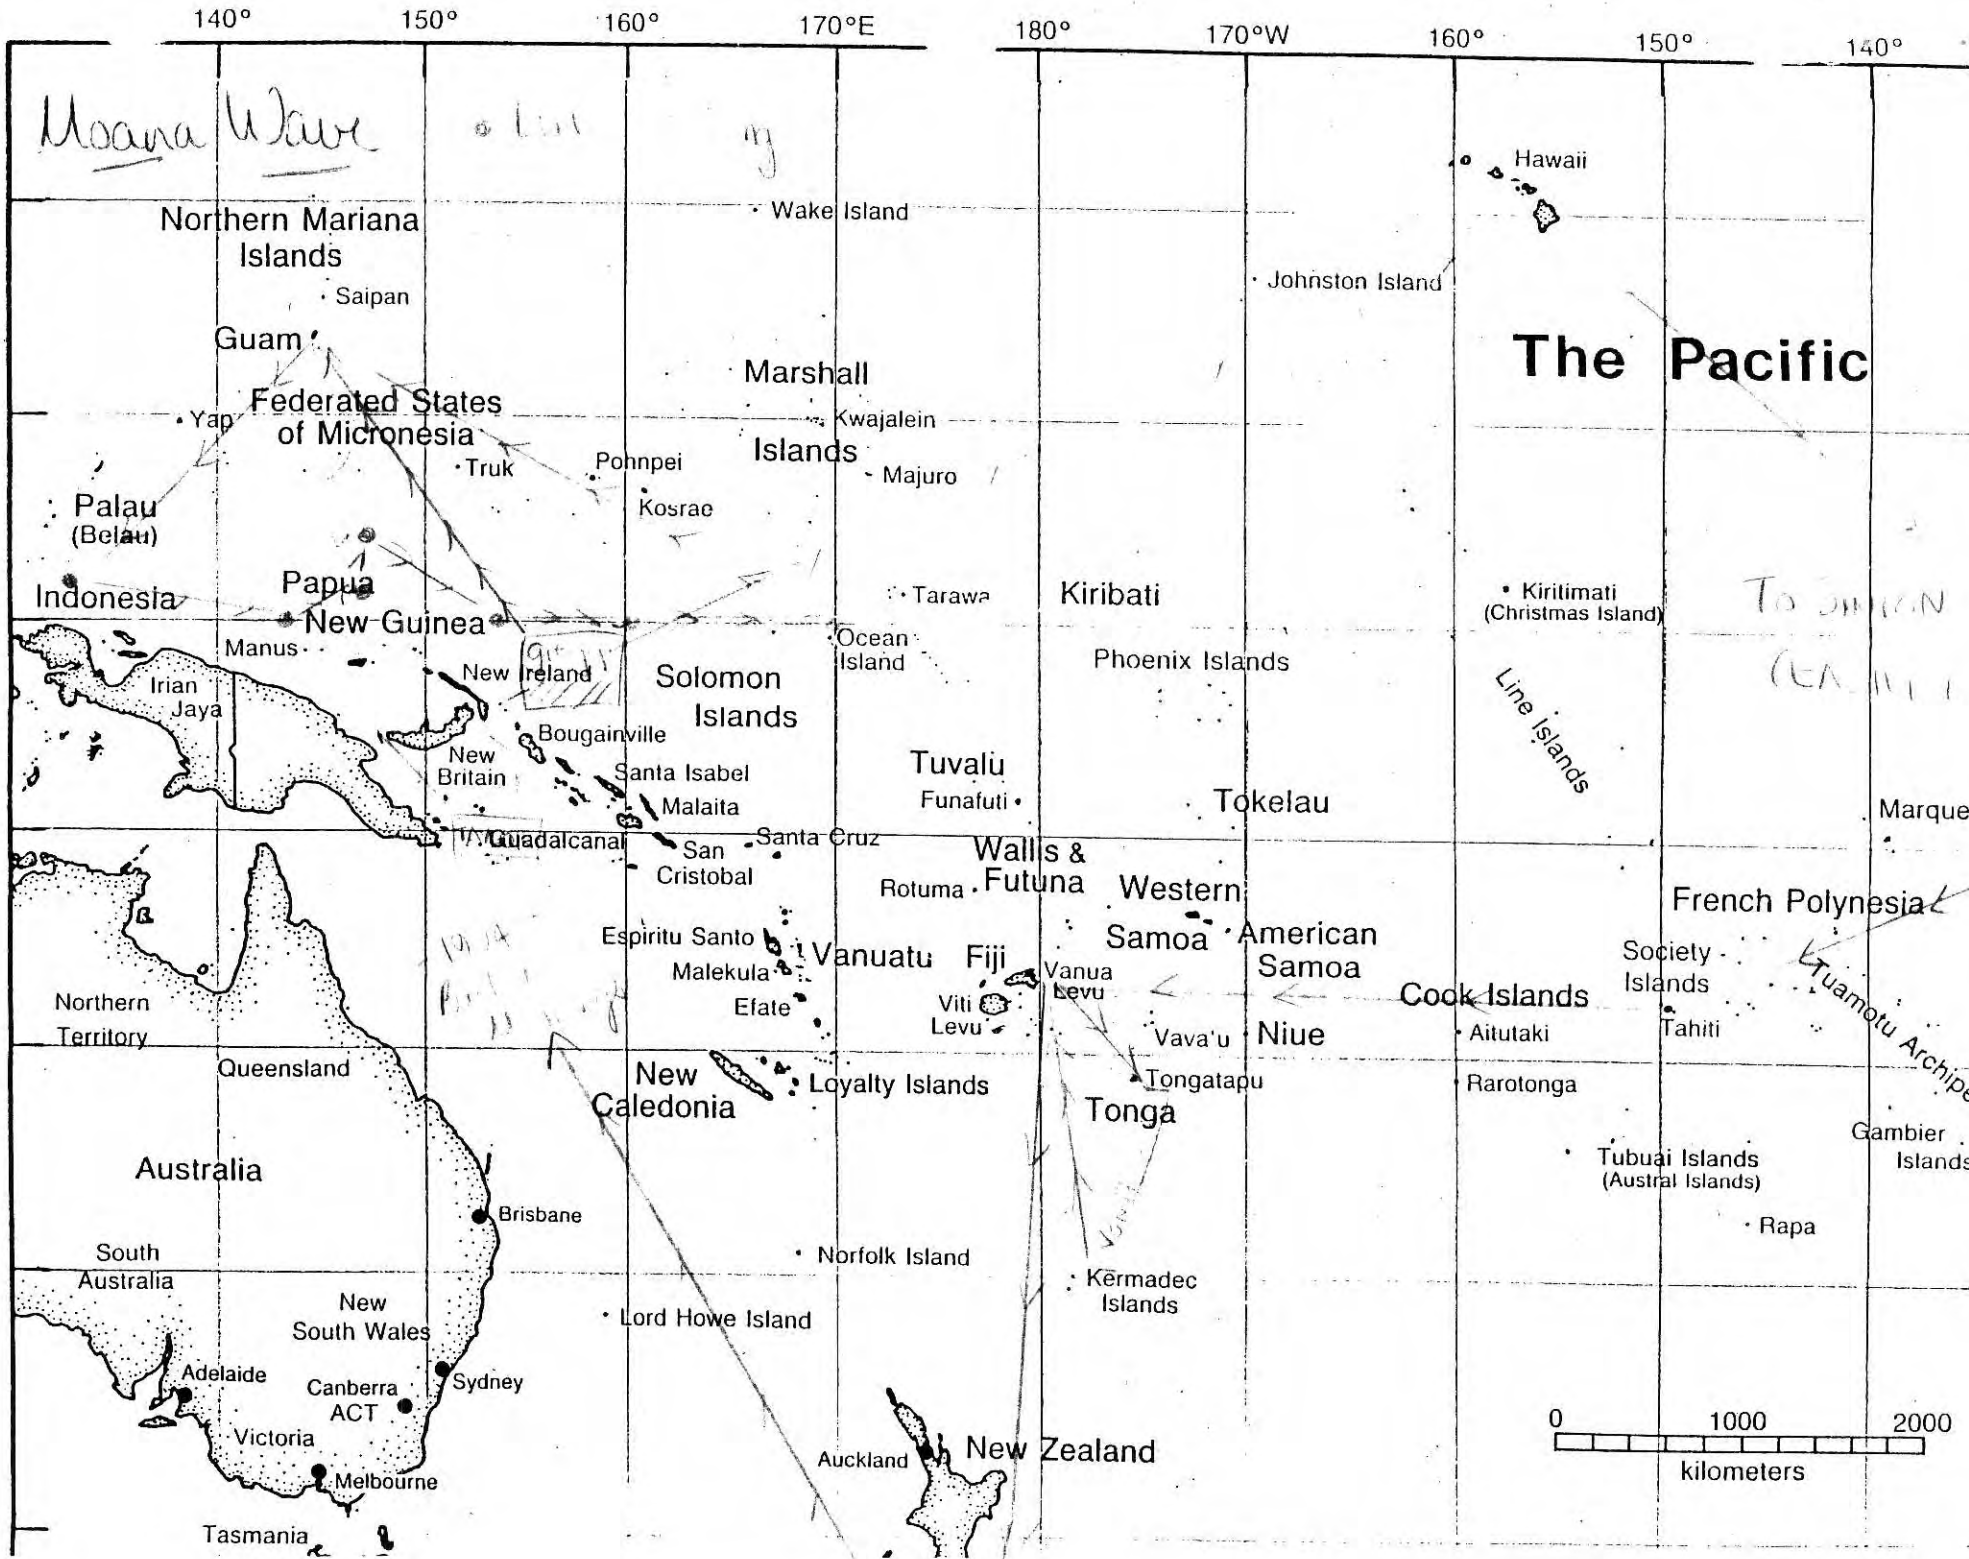 140°
150°
160°
170°E
180°
170°W
160°
150°
140°
Moana Wave
Hawaii
Wake Island
Northern Mariana
Islands
Saipan
Johnston Island
Guam
The Pacific
Marshall
Islands
Federated States
of Micronesia
Yap
Kwajalein
Truk
Pohnpei
Majuro
Kosrae
Palau
(Belau)
Indonesia
Papua
New Guinea
Tarawa
Kiribati
Kiritimati
(Christmas Island)
To
Manus
Ocean
Island
Phoenix Islands
New Ireland
Solomon
Islands
Irian
Jaya
Line Islands
Bougainville
New
Britain
Santa Isabel
Malaita
Tuvalu
Funafuti
Tokelau
Marque
Guadalcanal
San
Cristobal
Santa Cruz
Wallis &
Futuna
Rotuma
Western
Samoa
American
Samoa
French Polynesia
Espiritu Santo
Malekula
Efate
Vanuatu
Fiji
Vanua
Levu
Viti
Levu
Society
Islands
Cook Islands
Tuamotu Archipe
Northern
Territory
Vava'u
Niue
Aitutaki
Tahiti
Queensland
New
Caledonia
Loyalty Islands
Tongatapu
Tonga
Rarotonga
Gambier
Islands
Australia
Tubuai Islands
(Austral Islands)
Brisbane
Rapa
South
Australia
Norfolk Island
Kermadec
Islands
New
South Wales
Lord Howe Island
Adelaide
Canberra
ACT
Sydney
Victoria
Auckland
New Zealand
0 1000 2000
kilometers
Melbourne
Tasmania